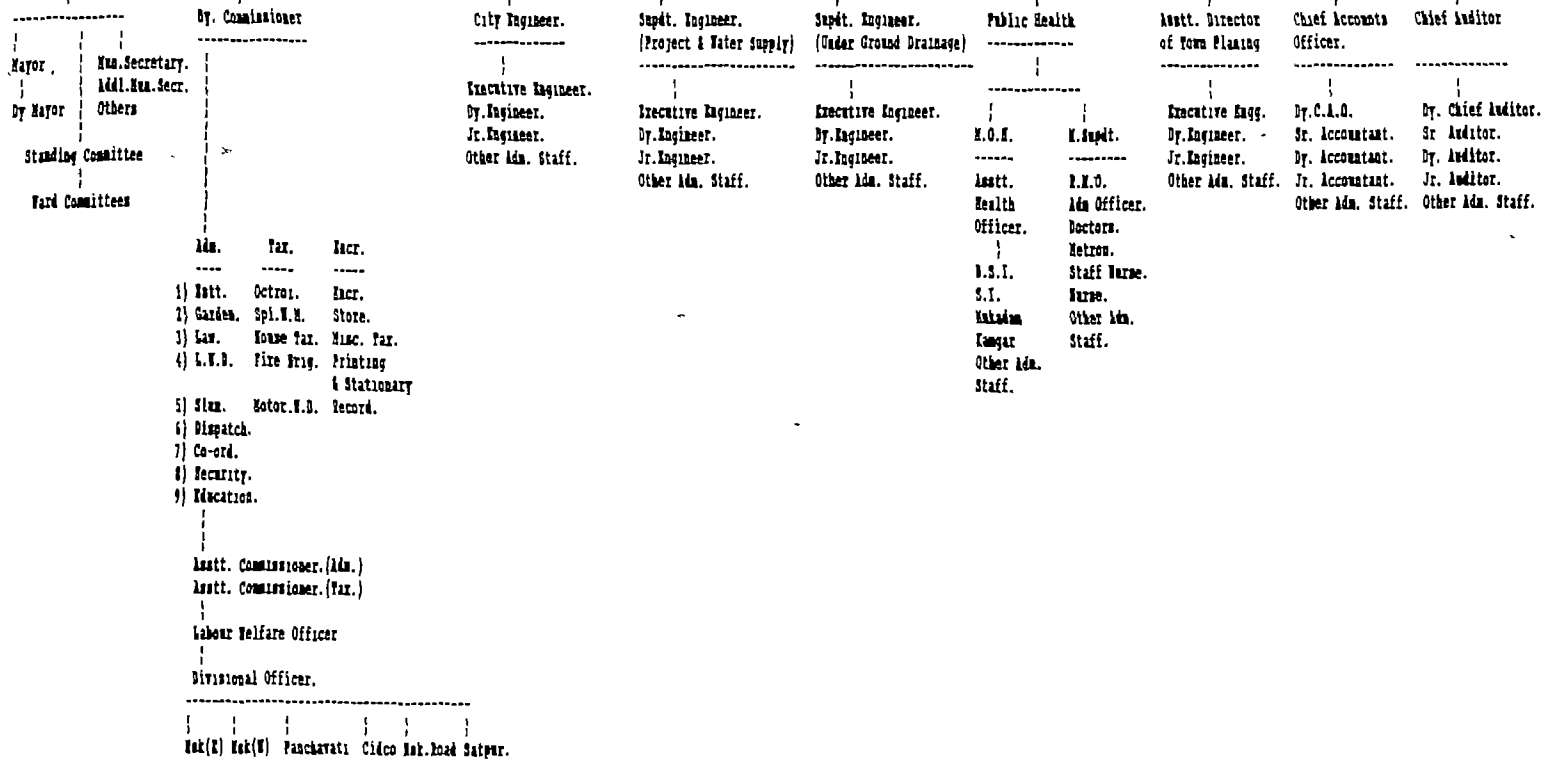 Dy. Commissioner
City Engineer.
Supdt. Engineer.
(Project & Water Supply)
Supdt. Engineer.
(Under Ground Drainage)
Public Health
Asstt. Director
of Town Planing
Chief Accounts
Officer.
Chief Auditor
Mayor
Dy Mayor
Mun.Secretary.
Addl.Mun.Secr.
Others
Standing Committee
Ward Committees
Executive Engineer.
Dy.Engineer.
Jr.Engineer.
Other Adm. Staff.
Executive Engineer.
Dy.Engineer.
Jr.Engineer.
Other Adm. Staff.
Executive Engineer.
Dy.Engineer.
Jr.Engineer.
Other Adm. Staff.
M.O.H.
Asstt.
Health
Officer.
D.S.I.
S.I.
Mukadam
Kamgar
Other Adm.
Staff.
M.Supdt.
R.M.O.
Adm Officer.
Doctors.
Metron.
Staff Nurse.
Nurse.
Other Adm.
Staff.
Executive Engg.
Dy.Engineer.
Jr.Engineer.
Other Adm. Staff.
Dy.C.A.O.
Sr. Accountant.
Dy. Accountant.
Jr. Accountant.
Other Adm. Staff.
Dy. Chief Auditor.
Sr Auditor.
Dy. Auditor.
Jr. Auditor.
Other Adm. Staff.
Adm. Tax. Encr.
1) Estt. Octroi. Encr.
2) Garden. Spl.W.M. Store.
3) Law. House Tax. Misc. Tax.
4) L.W.D. Fire Brig. Printing
& Stationary
5) Slum. Motor.W.D. Record.
6) Dispatch.
7) Co-ord.
8) Security.
9) Education.
Asstt. Commissioner.(Adm.)
Asstt. Commissioner.(Tax.)
Labour Welfare Officer
Divisional Officer.
Nsk(E) Nsk(W) Panchavati Cidco Nsk.Road Satpur.